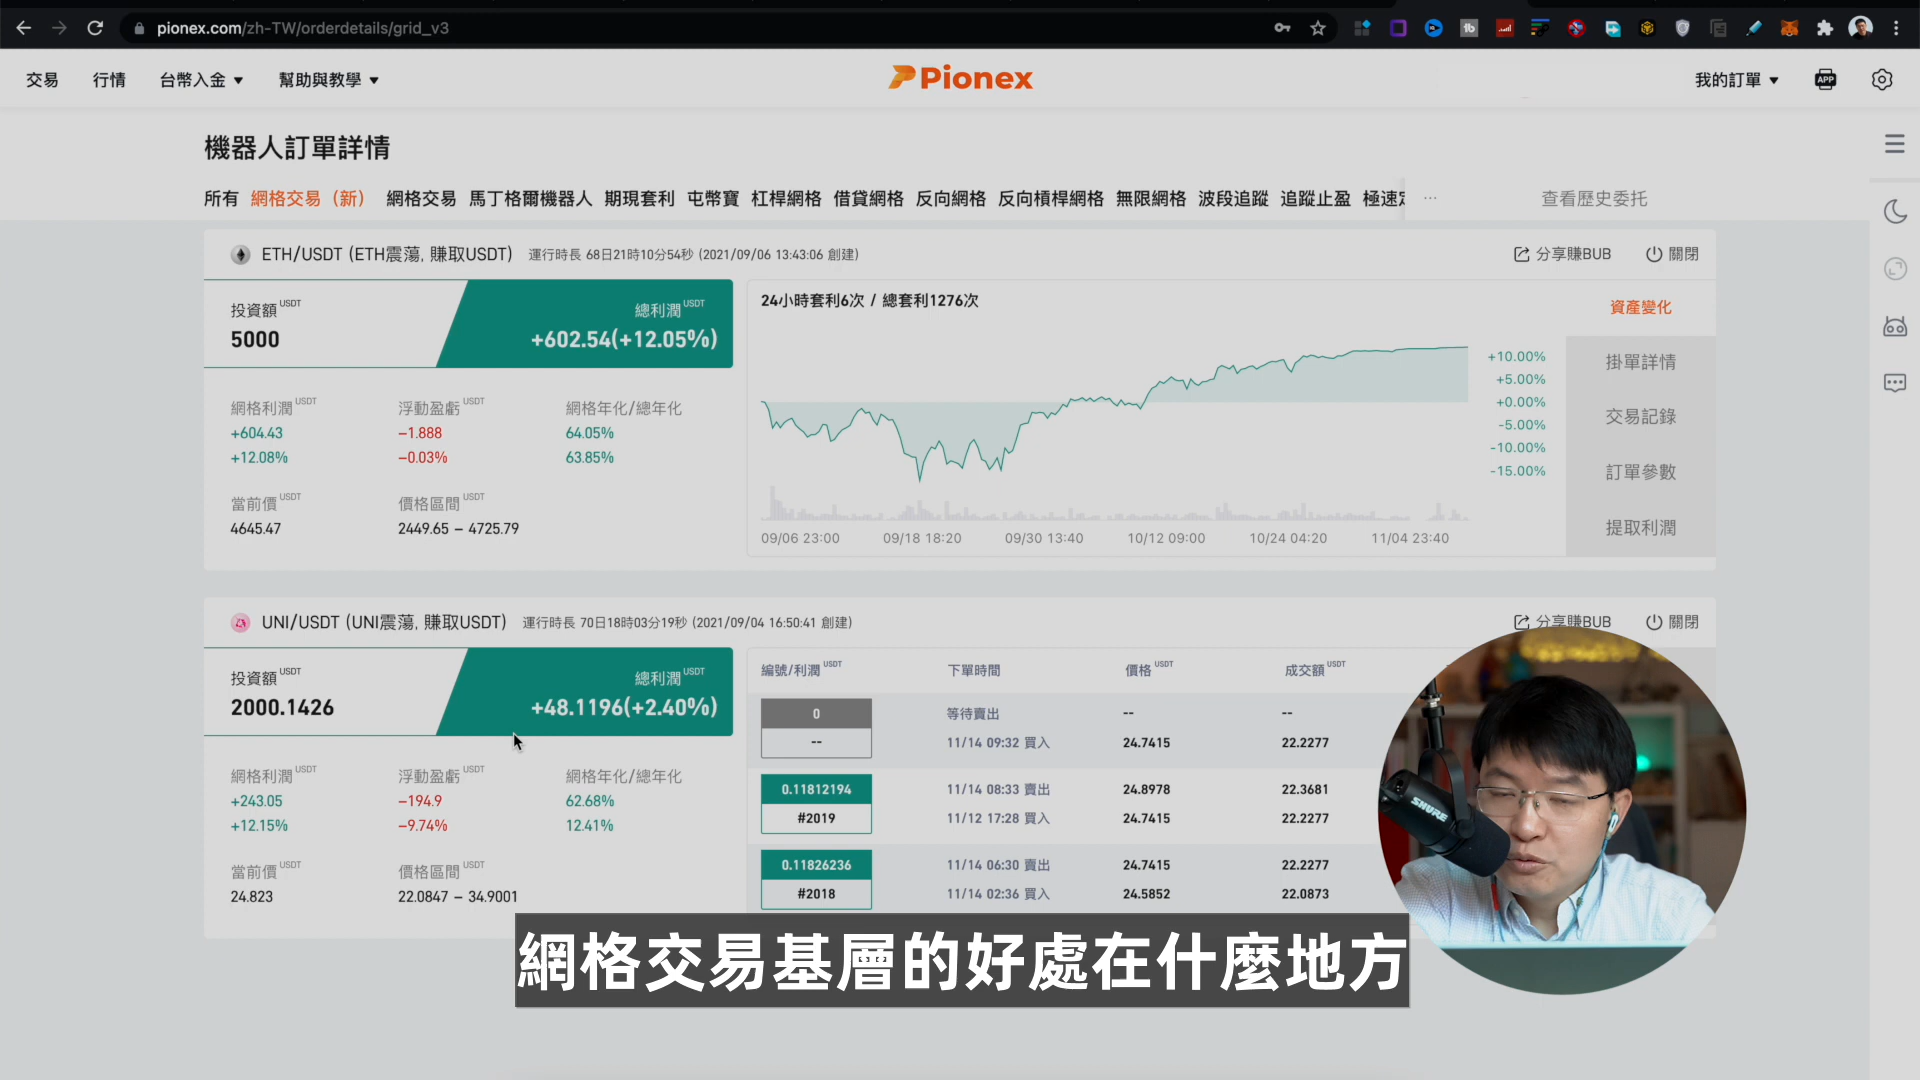 pionex.com/zh-TW/orderdetails/grid_v3
交易 行情 台幣入金 幫助與教學 Pionex 我的訂單 APP
機器人訂單詳情
所有 網格交易（新） 網格交易 馬丁格爾機器人 期現套利 屯幣寶 杠桿網格 借貸網格 反向網格 反向槓桿網格 無限網格 波段追蹤 追蹤止盈 極速 ... 查看歷史委托
ETH/USDT (ETH震蕩, 賺取USDT) 運行時長 68日21時10分54秒 (2021/09/06 13:43:06 創建) 分享賺BUB 關閉
投資額 USDT 總利潤 USDT
5000 +602.54(+12.05%)
網格利潤 USDT 浮動盈虧 USDT 網格年化/總年化
+604.43 –1.888 64.05%
+12.08% –0.03% 63.85%
當前價 USDT 價格區間 USDT
4645.47 2449.65 – 4725.79
24小時套利6次 / 總套利1276次
+10.00%
+5.00%
+0.00%
-5.00%
-10.00%
-15.00%
09/06 23:00 09/18 18:20 09/30 13:40 10/12 09:00 10/24 04:20 11/04 23:40
資產變化
掛單詳情
交易記錄
訂單參數
提取利潤
UNI/USDT (UNI震蕩, 賺取USDT) 運行時長 70日18時03分19秒 (2021/09/04 16:50:41 創建) 分享賺BUB 關閉
投資額 USDT 總利潤 USDT
2000.1426 +48.1196(+2.40%)
網格利潤 USDT 浮動盈虧 USDT 網格年化/總年化
+243.05 –194.9 62.68%
+12.15% –9.74% 12.41%
當前價 USDT 價格區間 USDT
24.823 22.0847 – 34.9001
編號/利潤 USDT 下單時間 價格 USDT 成交額 USDT
0 等待賣出 -- --
-- 11/14 09:32 買入 24.7415 22.2277
0.11812194 11/14 08:33 賣出 24.8978 22.3681
#2019 11/12 17:28 買入 24.7415 22.2277
0.11826236 11/14 06:30 賣出 24.7415 22.2277
#2018 11/14 02:36 買入 24.5852 22.0873
SHURE
網格交易基層的好處在什麼地方